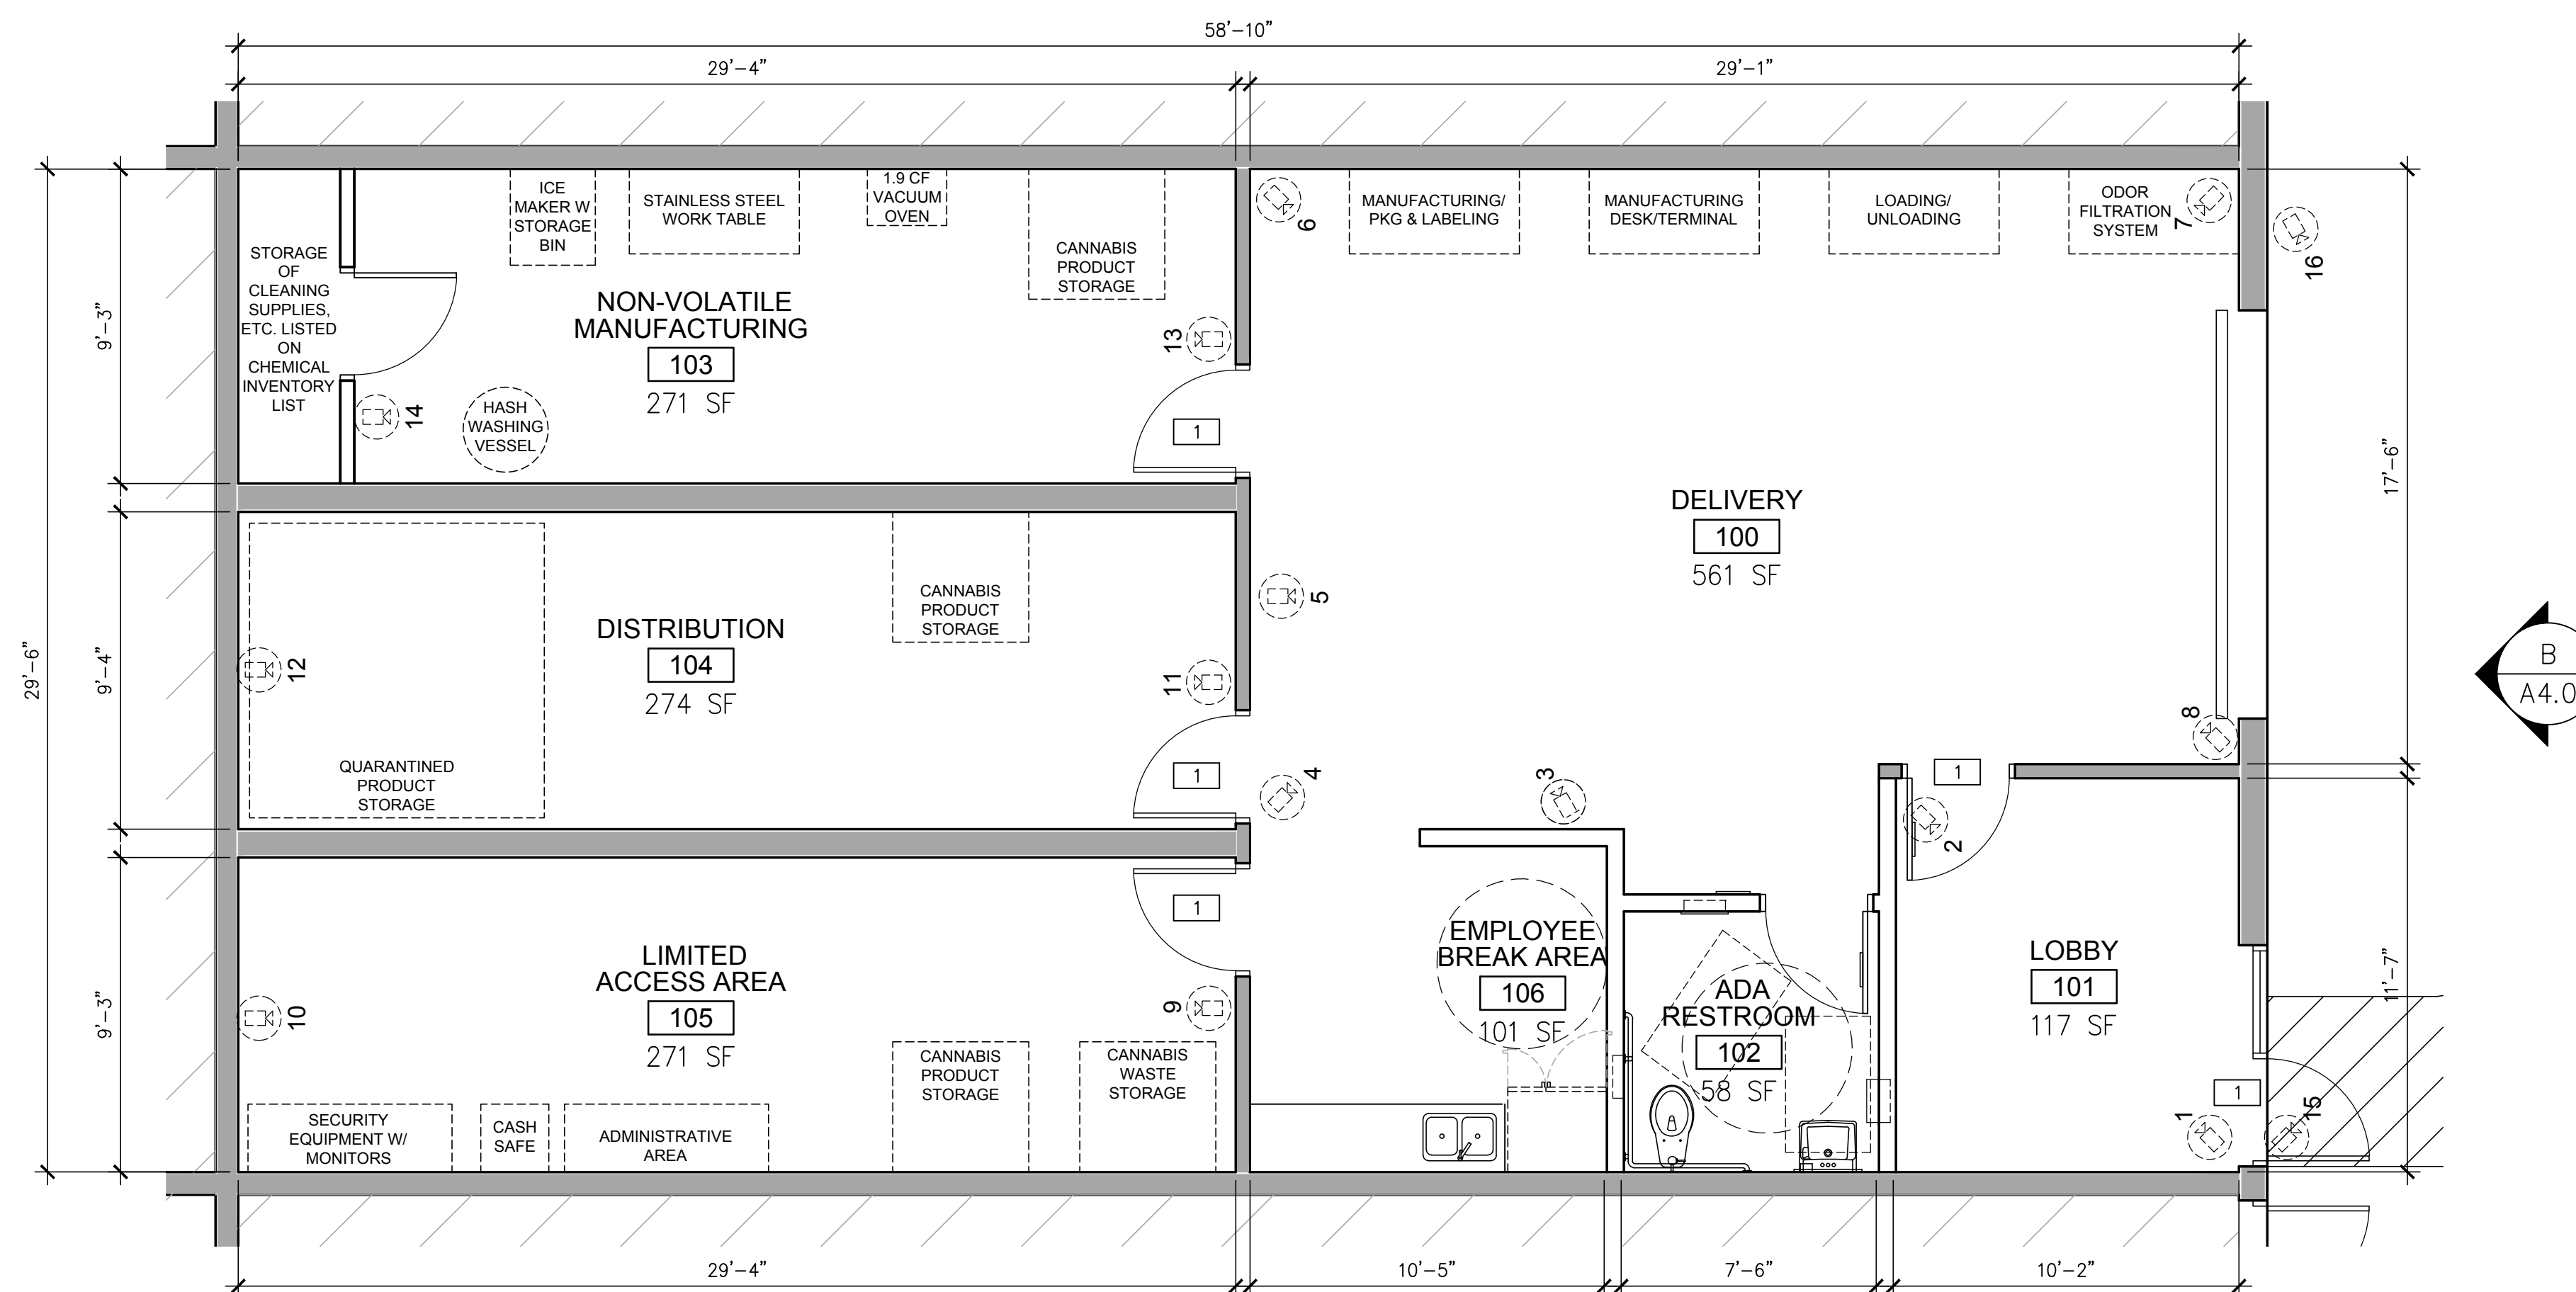 58'-10"
29'-4"
29'-1"
29'-6"
9'-3"
9'-4"
9'-3"
STORAGE
OF
CLEANING
SUPPLIES,
ETC. LISTED
ON
CHEMICAL
INVENTORY
LIST
ICE
MAKER W
STORAGE
BIN
STAINLESS STEEL
WORK TABLE
1.9 CF
VACUUM
OVEN
CANNABIS
PRODUCT
STORAGE
NON-VOLATILE
MANUFACTURING
103
271 SF
HASH
WASHING
VESSEL
14
13
1
6
MANUFACTURING/
PKG & LABELING
MANUFACTURING
DESK/TERMINAL
LOADING/
UNLOADING
ODOR
FILTRATION
SYSTEM
7
16
DELIVERY
100
561 SF
17'-6"
5
DISTRIBUTION
104
274 SF
CANNABIS
PRODUCT
STORAGE
QUARANTINED
PRODUCT
STORAGE
12
11
1
4
3
8
1
2
B
A4.0
LIMITED
ACCESS AREA
105
271 SF
10
9
1
SECURITY
EQUIPMENT W/
MONITORS
CASH
SAFE
ADMINISTRATIVE
AREA
CANNABIS
PRODUCT
STORAGE
CANNABIS
WASTE
STORAGE
EMPLOYEE
BREAK AREA
106
101 SF
ADA
RESTROOM
102
58 SF
LOBBY
101
117 SF
11'-7"
1
1
15
29'-4"
10'-5"
7'-6"
10'-2"